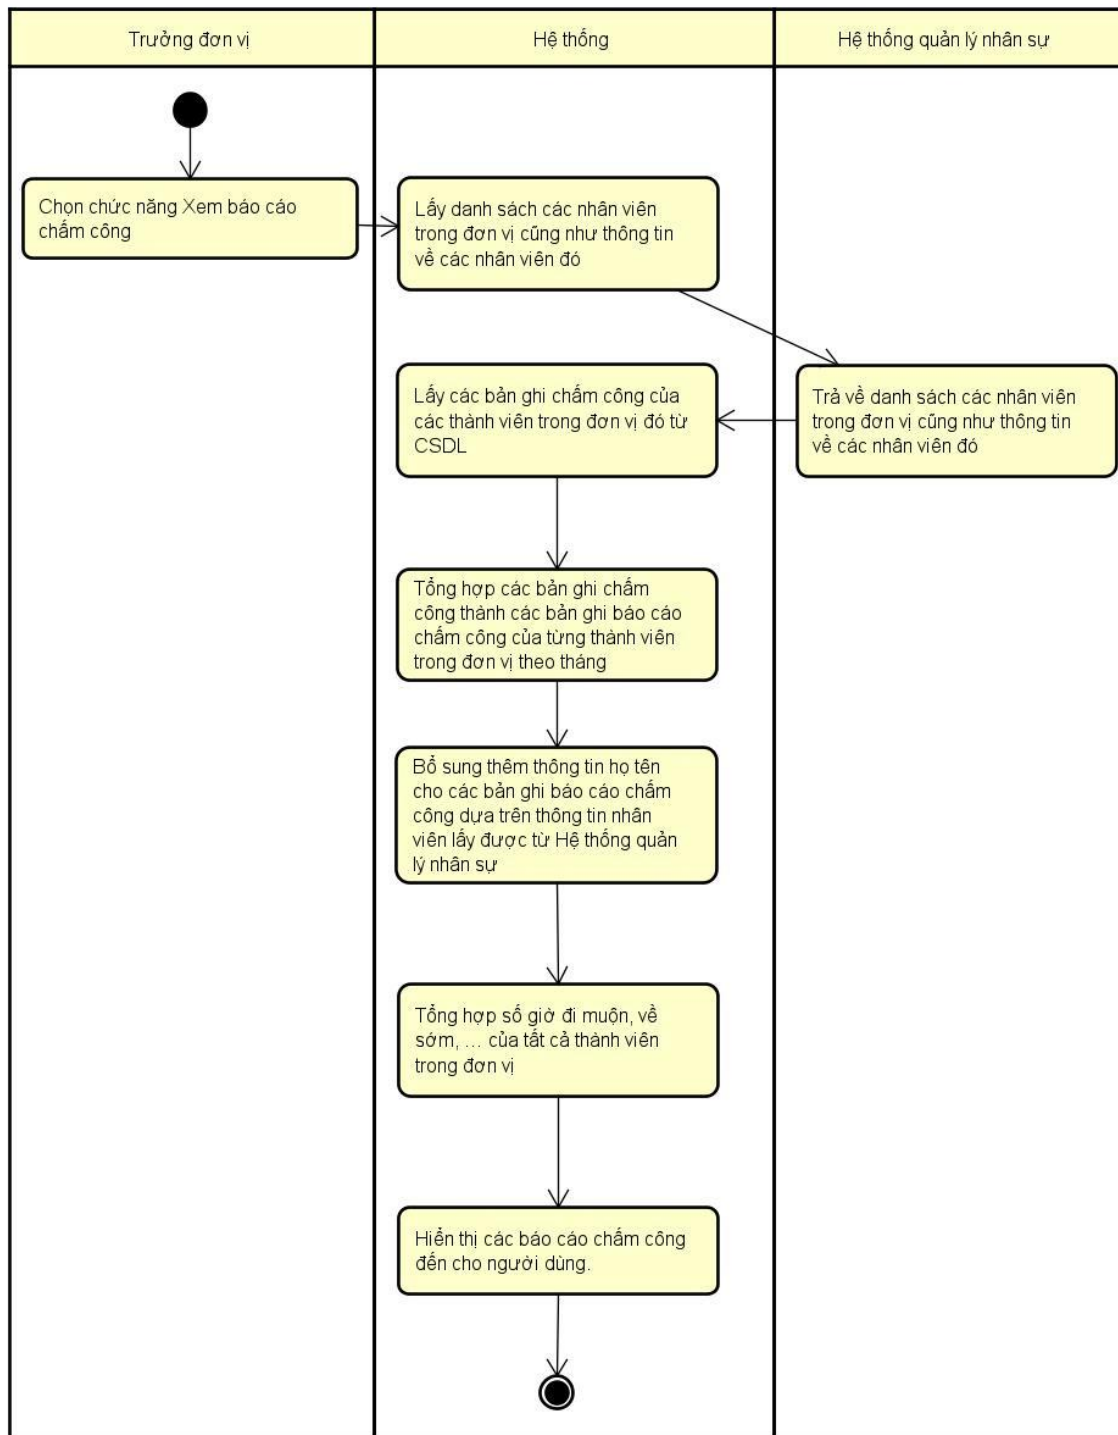 Trưởng đơn vị
Hệ thống
Hệ thống quản lý nhân sự
Chọn chức năng Xem báo cáo
chấm công
Lấy danh sách các nhân viên
trong đơn vị cũng như thông tin
về các nhân viên đó
Trả về danh sách các nhân viên
trong đơn vị cũng như thông tin
về các nhân viên đó
Lấy các bản ghi chấm công của
các thành viên trong đơn vị đó từ
CSDL
Tổng hợp các bản ghi chấm
công thành các bản ghi báo cáo
chấm công của từng thành viên
trong đơn vị theo tháng
Bổ sung thêm thông tin họ tên
cho các bản ghi báo cáo chấm
công dựa trên thông tin nhân
viên lấy được từ Hệ thống quản
lý nhân sự
Tổng hợp số giờ đi muộn, về
sớm, ... của tất cả thành viên
trong đơn vị
Hiển thị các báo cáo chấm công
đến cho người dùng.